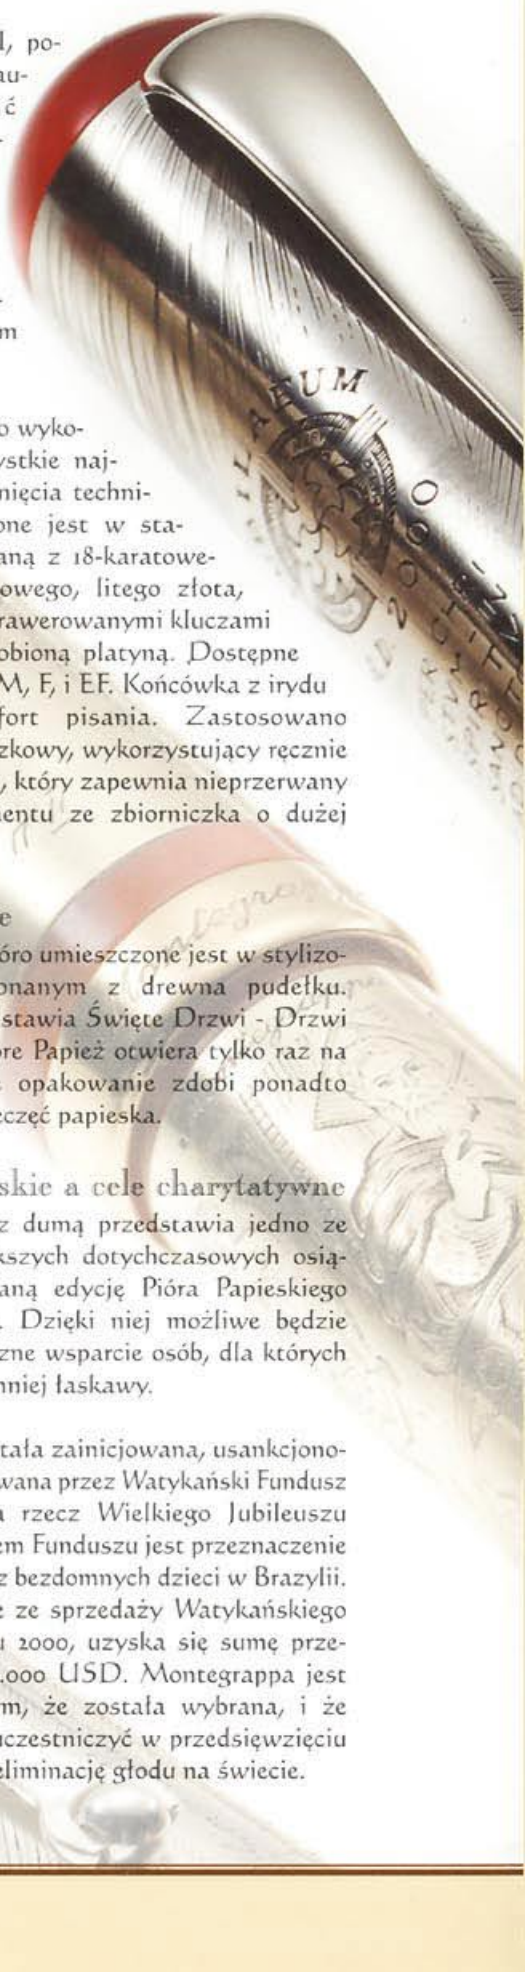 l, po-
au-
ć
-
-
m
o wyko-
ystkie naj-
nięcia techni-
one jest w sta-
aną z 18-karatowe-
owego, litego złota,
rawerowanymi kluczami
obioną platyną. Dostępne
M, F, i EF. Końcówka z irydu
fort pisania. Zastosowano
zkowy, wykorzystujący ręcznie
, który zapewnia nieprzerwany
entu ze zbiorniczka o dużej
e
óro umieszczone jest w stylizo-
onanym z drewna pudełku.
stawia Święte Drzwi - Drzwi
óre Papież otwiera tylko raz na
opakowanie zdobi ponadto
eczęć papieska.
skie a cele charytatywne
z dumą przedstawia jedno ze
kszych dotychczasowych osią-
aną edycję Pióra Papieskiego
. Dzięki niej możliwe będzie
zne wsparcie osób, dla których
nniej łaskawy.
tała zainicjowana, usankcjono-
wana przez Watykański Fundusz
a rzecz Wielkiego Jubileuszu
em Funduszu jest przeznaczenie
z bezdomnych dzieci w Brazylii.
e ze sprzedaży Watykańskiego
u 2000, uzyska się sumę prze-
.000 USD. Montegrappa jest
m, że została wybrana, i że
uczestniczyć w przedsięwzięciu
eliminację głodu na świecie.
ILAEUM